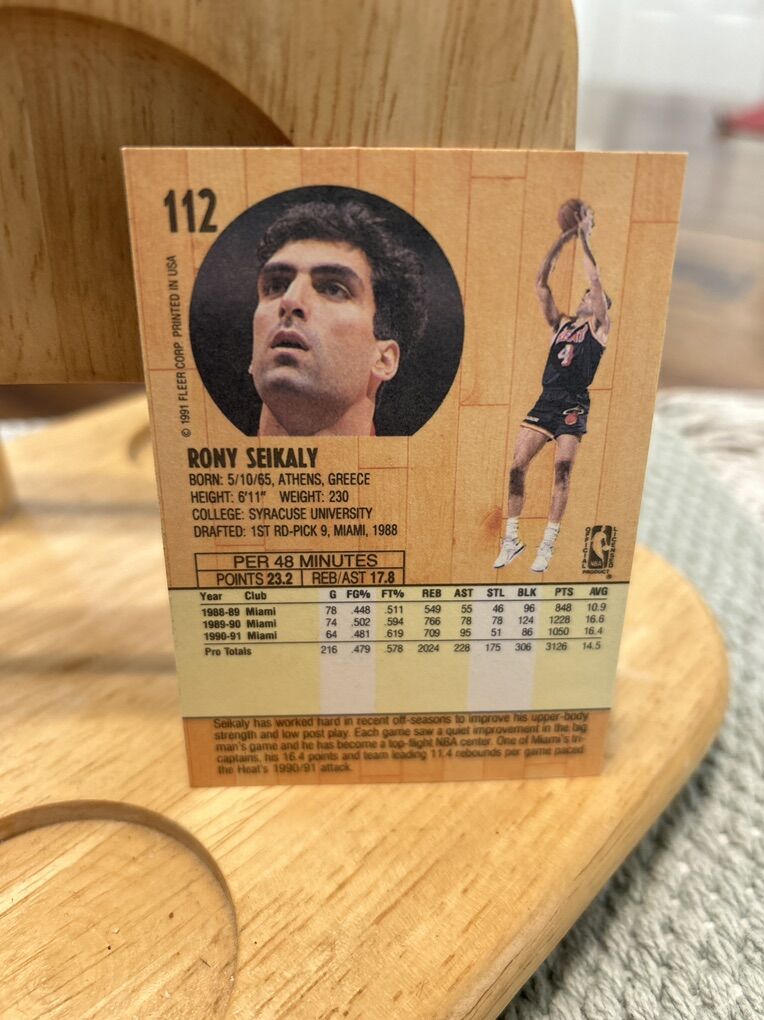 112
© 1991 FLEER CORP PRINTED IN USA
HEAT
4
RONY SEIKALY
BORN: 5/10/65, ATHENS, GREECE
HEIGHT: 6'11" WEIGHT: 230
COLLEGE: SYRACUSE UNIVERSITY
DRAFTED: 1ST RD-PICK 9, MIAMI, 1988
OFFICIAL LICENSED
NBA
PRODUCT ®
PER 48 MINUTES
POINTS 23.2 REB/AST 17.8
Year Club G FG% FT% REB AST STL BLK PTS AVG
1988-89 Miami 78 .448 .511 549 55 46 96 848 10.9
1989-90 Miami 74 .502 .594 766 78 78 124 1228 16.6
1990-91 Miami 64 .481 .619 709 95 51 86 1050 16.4
Pro Totals 216 .479 .578 2024 228 175 306 3126 14.5
Seikaly has worked hard in recent off-seasons to improve his upper-body
strength and low post play. Each game saw a quiet improvement in the big
man's game and he has become a top-flight NBA center. One of Miami's tri-
captains, his 16.4 points and team leading 11.4 rebounds per game paced
the Heat's 1990/91 attack.